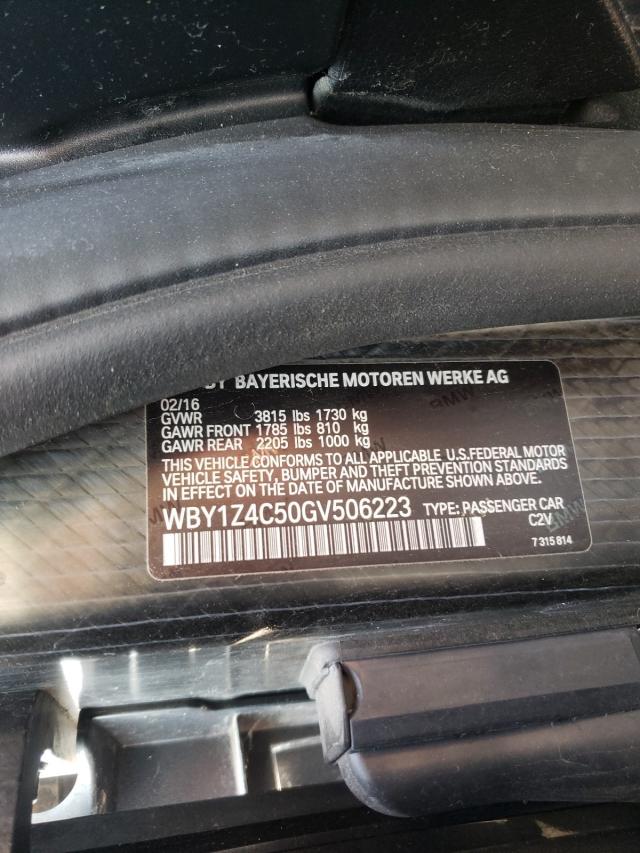 BY BAYERISCHE MOTOREN WERKE AG
02/16
GVWR 3815 lbs 1730 kg
GAWR FRONT 1785 lbs 810 kg
GAWR REAR 2205 lbs 1000 kg
THIS VEHICLE CONFORMS TO ALL APPLICABLE U.S.FEDERAL MOTOR
VEHICLE SAFETY, BUMPER AND THEFT PREVENTION STANDARDS
IN EFFECT ON THE DATE OF MANUFACTURE SHOWN ABOVE.
WBY1Z4C50GV506223 TYPE: PASSENGER CAR
C2V
7 315 814